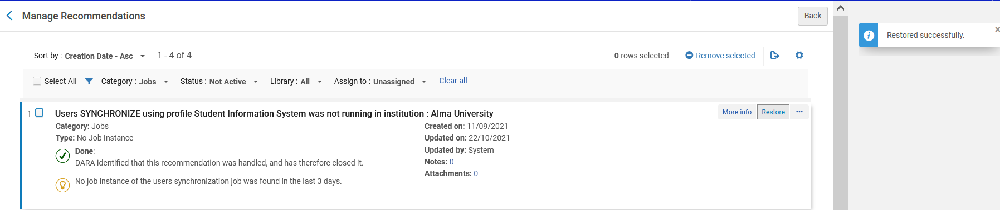 Manage Recommendations
Back
Restored successfully.
Sort by : Creation Date - Asc 1 - 4 of 4
0 rows selected Remove selected
Select All Category : Jobs Status : Not Active Library : All Assign to : Unassigned Clear all
1 Users SYNCHRONIZE using profile Student Information System was not running in institution : Alma University
More info Restore ...
Category: Jobs
Type: No Job Instance
Done:
DARA identified that this recommendation was handled, and has therefore closed it.
No job instance of the users synchronization job was found in the last 3 days.
Created on: 11/09/2021
Updated on: 22/10/2021
Updated by: System
Notes: 0
Attachments: 0